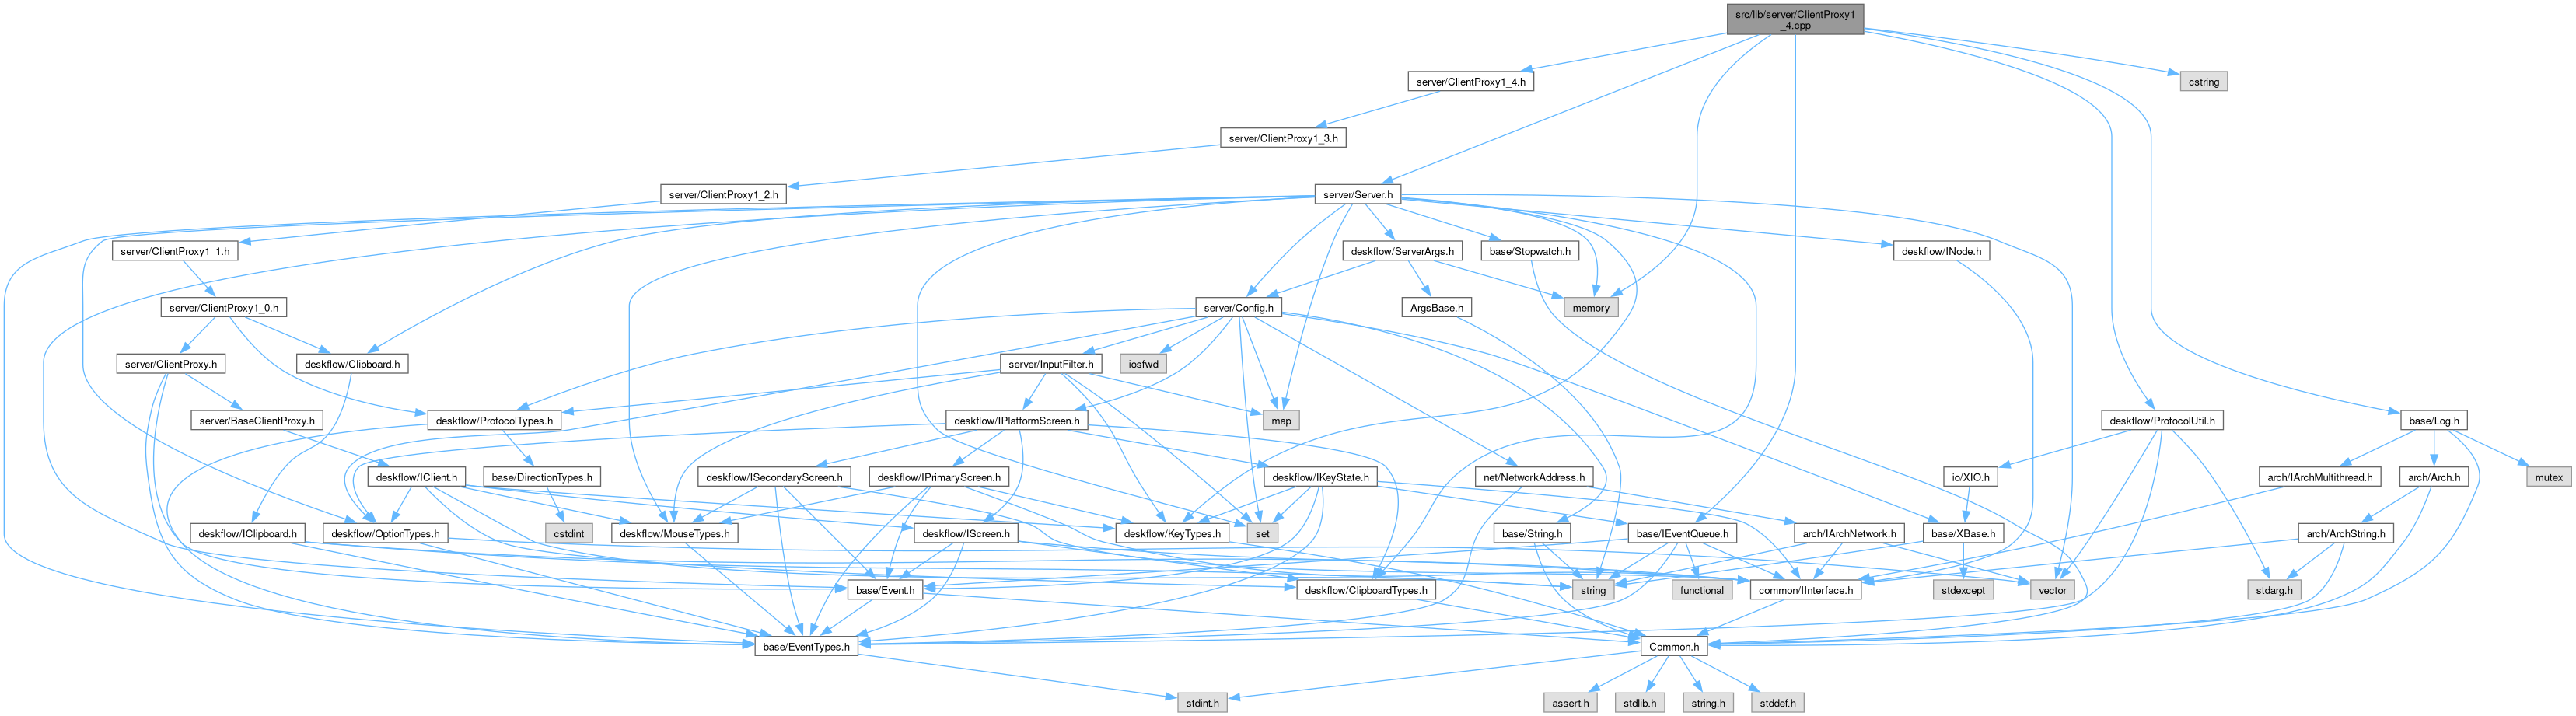 src/lib/server/ClientProxy1
_4.cpp
server/ClientProxy1_4.h
cstring
server/ClientProxy1_3.h
server/ClientProxy1_2.h
server/Server.h
server/ClientProxy1_1.h
deskflow/ServerArgs.h
base/Stopwatch.h
deskflow/INode.h
server/ClientProxy1_0.h
server/Config.h
ArgsBase.h
memory
server/ClientProxy.h
deskflow/Clipboard.h
server/InputFilter.h
iosfwd
server/BaseClientProxy.h
deskflow/ProtocolTypes.h
deskflow/IPlatformScreen.h
map
deskflow/ProtocolUtil.h
base/Log.h
deskflow/IClient.h
base/DirectionTypes.h
deskflow/ISecondaryScreen.h
deskflow/IPrimaryScreen.h
deskflow/IKeyState.h
net/NetworkAddress.h
io/XIO.h
arch/IArchMultithread.h
arch/Arch.h
mutex
deskflow/IClipboard.h
deskflow/OptionTypes.h
cstdint
deskflow/MouseTypes.h
deskflow/IScreen.h
deskflow/KeyTypes.h
set
base/String.h
base/IEventQueue.h
arch/IArchNetwork.h
base/XBase.h
arch/ArchString.h
base/Event.h
deskflow/ClipboardTypes.h
string
functional
common/IInterface.h
stdexcept
vector
stdarg.h
base/EventTypes.h
Common.h
stdint.h
assert.h
stdlib.h
string.h
stddef.h